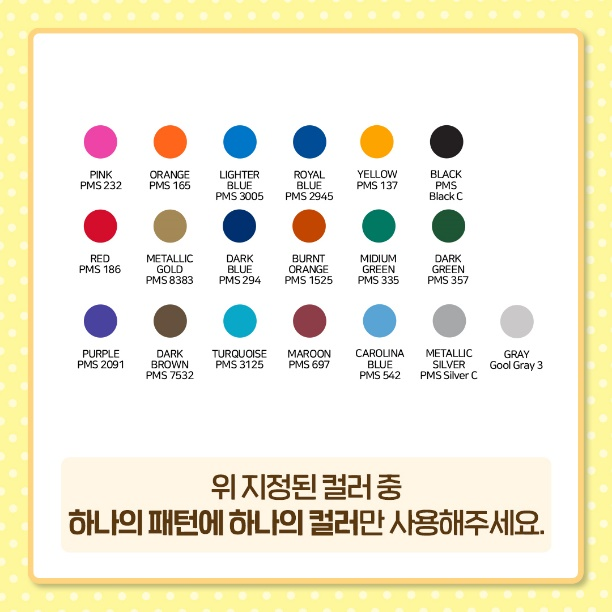 PINK
PMS 232
ORANGE
PMS 165
LIGHTER
BLUE
PMS 3005
ROYAL
BLUE
PMS 2945
YELLOW
PMS 137
BLACK
PMS
Black C
RED
PMS 186
METALLIC
GOLD
PMS 8383
DARK
BLUE
PMS 294
BURNT
ORANGE
PMS 1525
MIDIUM
GREEN
PMS 335
DARK
GREEN
PMS 357
PURPLE
PMS 2091
DARK
BROWN
PMS 7532
TURQUOISE
PMS 3125
MAROON
PMS 697
CAROLINA
BLUE
PMS 542
METALLIC
SILVER
PMS Silver C
GRAY
Gool Gray 3
위 지정된 컬러 중
하나의 패턴에 하나의 컬러만 사용해주세요.